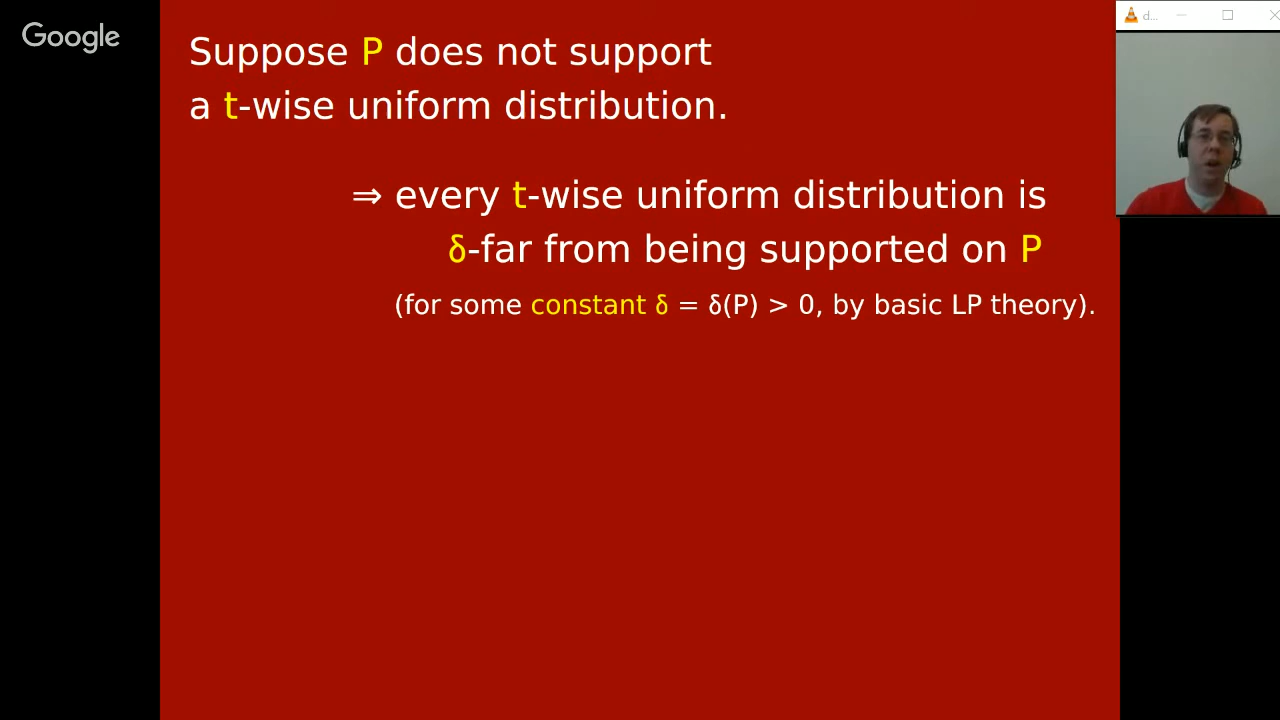 Google
d...
Suppose P does not support
a t-wise uniform distribution.
⇒ every t-wise uniform distribution is
δ-far from being supported on P
(for some constant δ = δ(P) > 0, by basic LP theory).